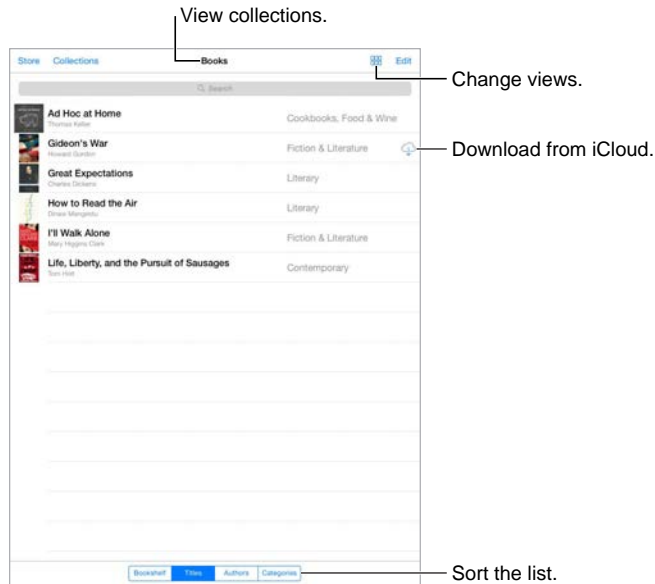 View collections.
Store Collections Books Edit
Change views.
Search
Ad Hoc at Home
Thomas Keller
Cookbooks, Food & Wine
Gideon's War
Howard Gordon
Fiction & Literature
Download from iCloud.
Great Expectations
Charles Dickens
Literary
How to Read the Air
Dinaw Mengestu
Literary
I'll Walk Alone
Mary Higgins Clark
Fiction & Literature
Life, Liberty, and the Pursuit of Sausages
Tom Holt
Contemporary
Bookshelf Titles Authors Categories
Sort the list.